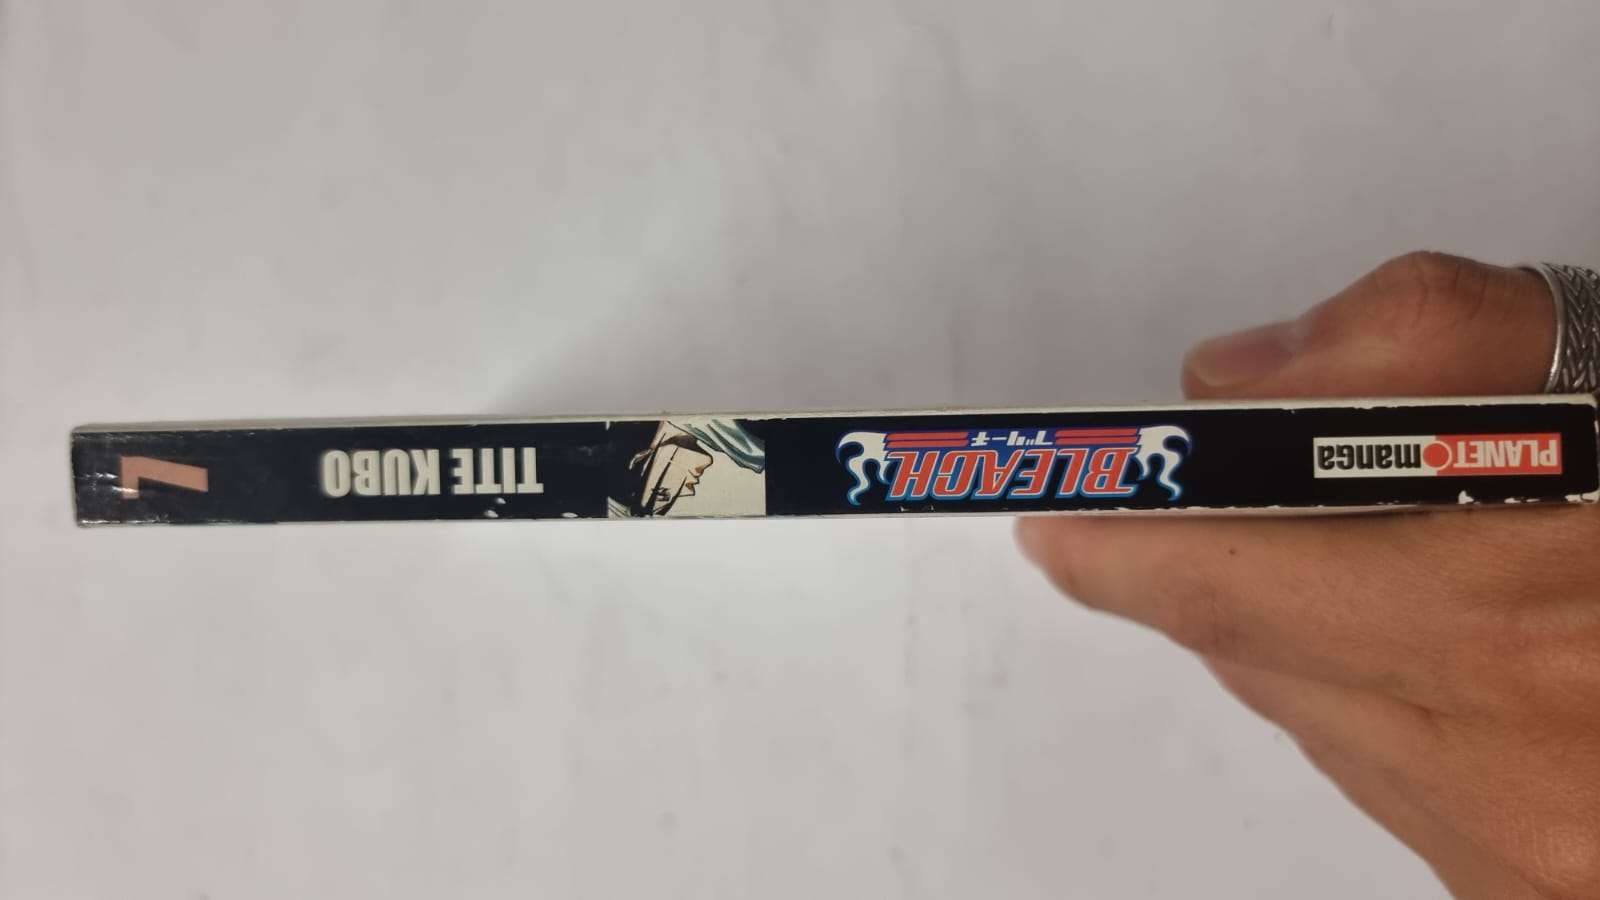 PLANET manga
BLEACH
ブリーチ
TITE KUBO
7